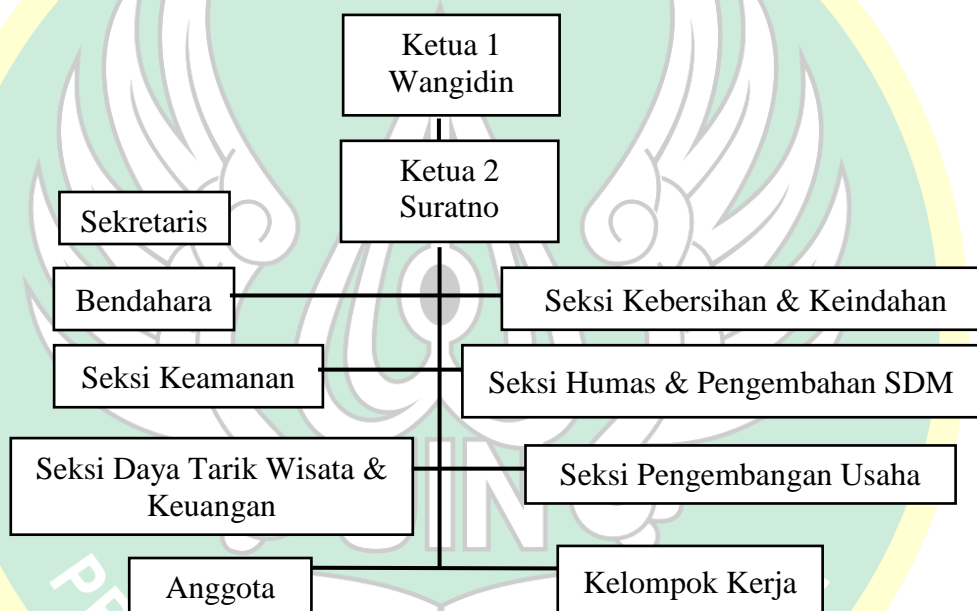 Ketua 1
Wangidin
Ketua 2
Suratno
Sekretaris
Bendahara
Seksi Kebersihan & Keindahan
Seksi Keamanan
Seksi Humas & Pengembahan SDM
Seksi Daya Tarik Wisata &
Keuangan
Seksi Pengembangan Usaha
Anggota
Kelompok Kerja
UIN